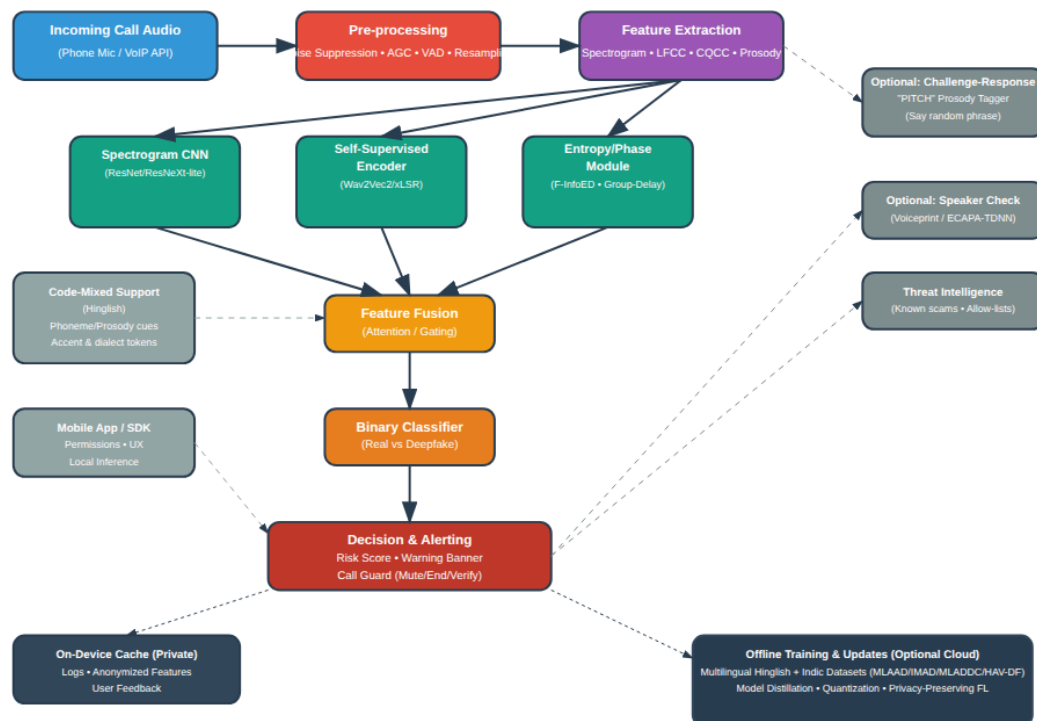 Incoming Call Audio
(Phone Mic / VoIP API)
Pre-processing
ise Suppression • AGC • VAD • Resampli
Feature Extraction
Spectrogram • LFCC • CQCC • Prosody
Optional: Challenge-Response
"PITCH" Prosody Tagger
(Say random phrase)
Spectrogram CNN
(ResNet/ResNeXt-lite)
Self-Supervised
Encoder
(Wav2Vec2/xLSR)
Entropy/Phase
Module
(F-InfoED • Group-Delay)
Optional: Speaker Check
(Voiceprint / ECAPA-TDNN)
Code-Mixed Support
(Hinglish)
Phoneme/Prosody cues
Accent & dialect tokens
Feature Fusion
(Attention / Gating)
Threat Intelligence
(Known scams • Allow-lists)
Mobile App / SDK
Permissions • UX
Local Inference
Binary Classifier
(Real vs Deepfake)
Decision & Alerting
Risk Score • Warning Banner
Call Guard (Mute/End/Verify)
On-Device Cache (Private)
Logs • Anonymized Features
User Feedback
Offline Training & Updates (Optional Cloud)
Multilingual Hinglish + Indic Datasets (MLAAD/IMAD/MLADDC/HAV-DF)
Model Distillation • Quantization • Privacy-Preserving FL